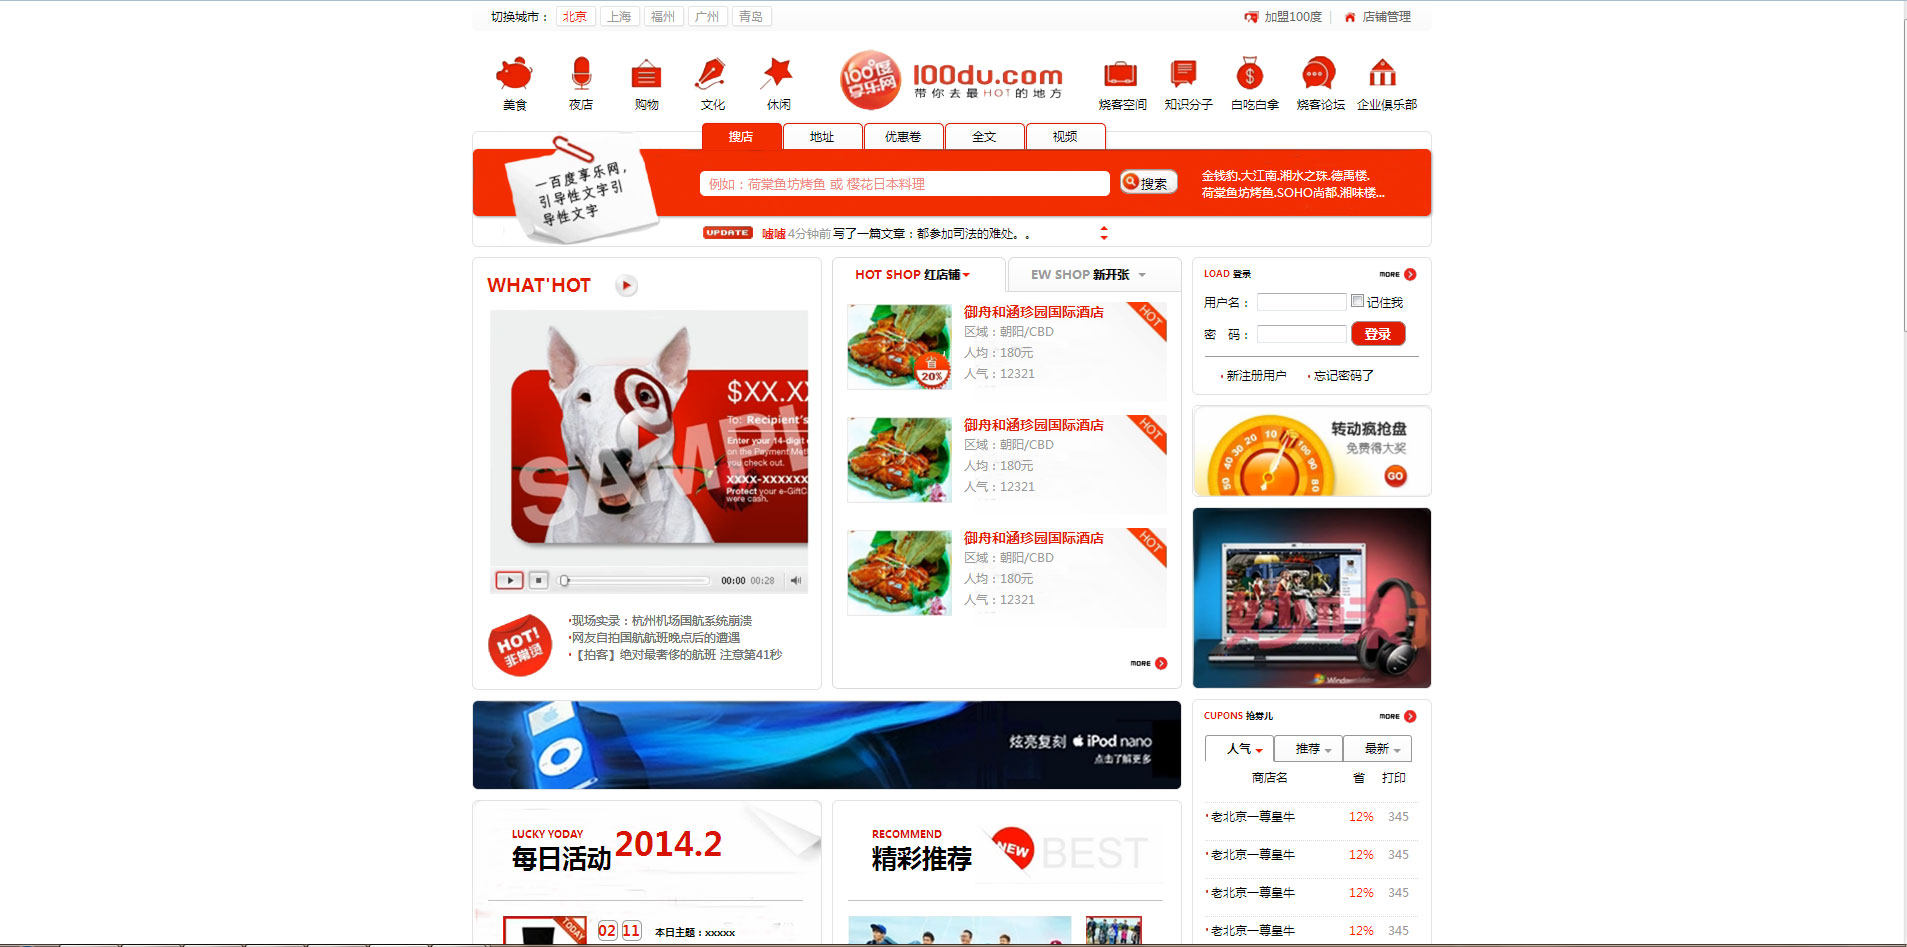 切换城市： 北京 上海 福州 广州 青岛
加盟100度 | 店铺管理
美食 夜店 购物 文化 休闲
100度享乐网
100du.com
带你去最HOT的地方
烧客空间 知识分子 白吃白拿 烧客论坛 企业俱乐部
搜店 地址 优惠卷 全文 视频
一百度享乐网，
引导性文字引
导性文字
例如：荷棠鱼坊烤鱼 或 樱花日本料理
搜索
金钱豹.大江南.湘水之珠.德禹楼.
荷棠鱼坊烤鱼.SOHO尚都.湘味楼...
UPDATE 嘘嘘 4分钟前 写了一篇文章：都参加司法的难处。。
WHAT'HOT
$XX.X
To: Recipient's
Enter your 14-digit
on the Payment Met
you check out.
XXXX-XXXXXX
Protect your e-GiftC
were cash.
SAMPL
00:00 00:28
HOT!
非常烫
·现场实录：杭州机场国航系统崩溃
·网友自拍国航航班晚点后的遭遇
·【拍客】绝对最奢侈的航班 注意第41秒
HOT SHOP 红店铺
EW SHOP 新开张
御舟和涵珍园国际酒店
区域：朝阳/CBD
人均：180元
人气：12321
省
20%
HOT
御舟和涵珍园国际酒店
区域：朝阳/CBD
人均：180元
人气：12321
HOT
御舟和涵珍园国际酒店
区域：朝阳/CBD
人均：180元
人气：12321
HOT
MORE
LOAD 登录
MORE
用户名： 记住我
密 码： 登录
·新注册用户 ·忘记密码了
转动疯抢盘
免费得大奖
GO
50 40 30 20 10 100 90 80
炫亮复刻 iPod nano
点击了解更多
CUPONS 抢劵儿
MORE
人气 推荐 最新
商店名 省 打印
·老北京一尊皇牛 12% 345
·老北京一尊皇牛 12% 345
·老北京一尊皇牛 12% 345
·老北京一尊皇牛 12% 345
LUCKY YODAY
每日活动 2014.2
TODAY
02 11 本日主题：xxxxx
RECOMMEND
精彩推荐
NEW
BEST